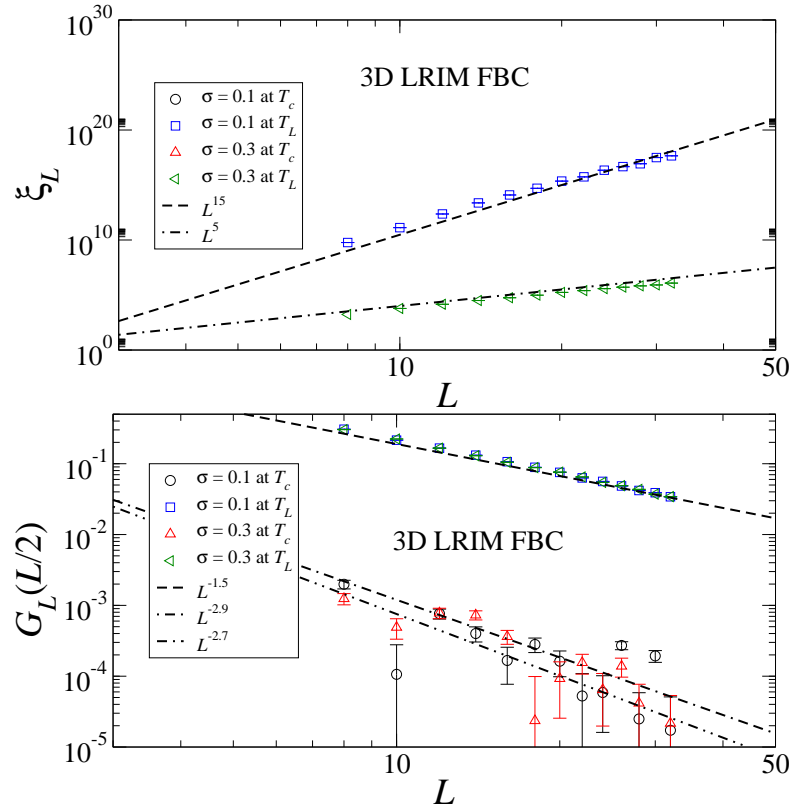 10^30
3D LRIM FBC
σ = 0.1 at T_c
σ = 0.1 at T_L
10^20
σ = 0.3 at T_c
σ = 0.3 at T_L
ξ_L
L^15
L^5
10^10
10^0
10
50
L
10^-1
σ = 0.1 at T_c
σ = 0.1 at T_L
10^-2
σ = 0.3 at T_c
3D LRIM FBC
σ = 0.3 at T_L
G_L(L/2)
L^-1.5
10^-3
L^-2.9
L^-2.7
10^-4
10^-5
10
50
L